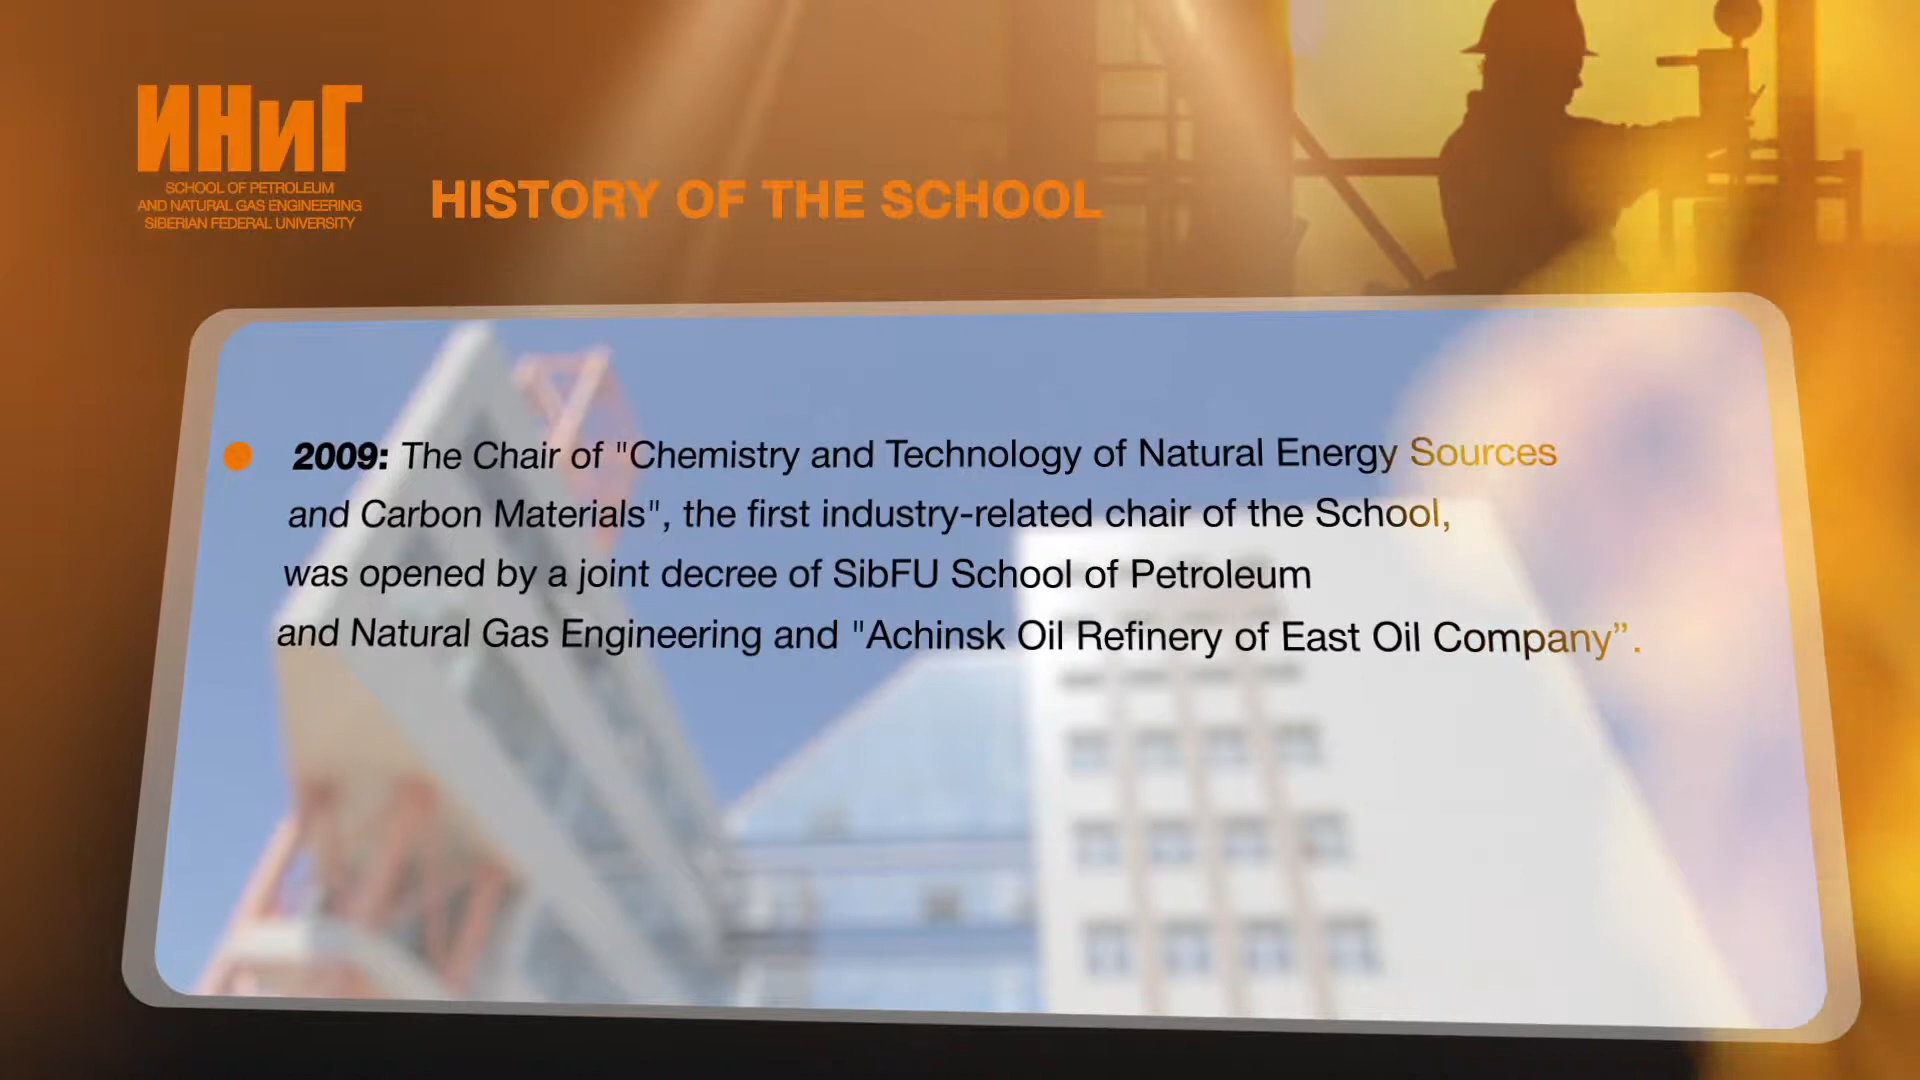 ИНиГ
SCHOOL OF PETROLEUM
AND NATURAL GAS ENGINEERING
SIBERIAN FEDERAL UNIVERSITY
HISTORY OF THE SCHOOL
2009: The Chair of "Chemistry and Technology of Natural Energy Sources
and Carbon Materials", the first industry-related chair of the School,
was opened by a joint decree of SibFU School of Petroleum
and Natural Gas Engineering and "Achinsk Oil Refinery of East Oil Company”.